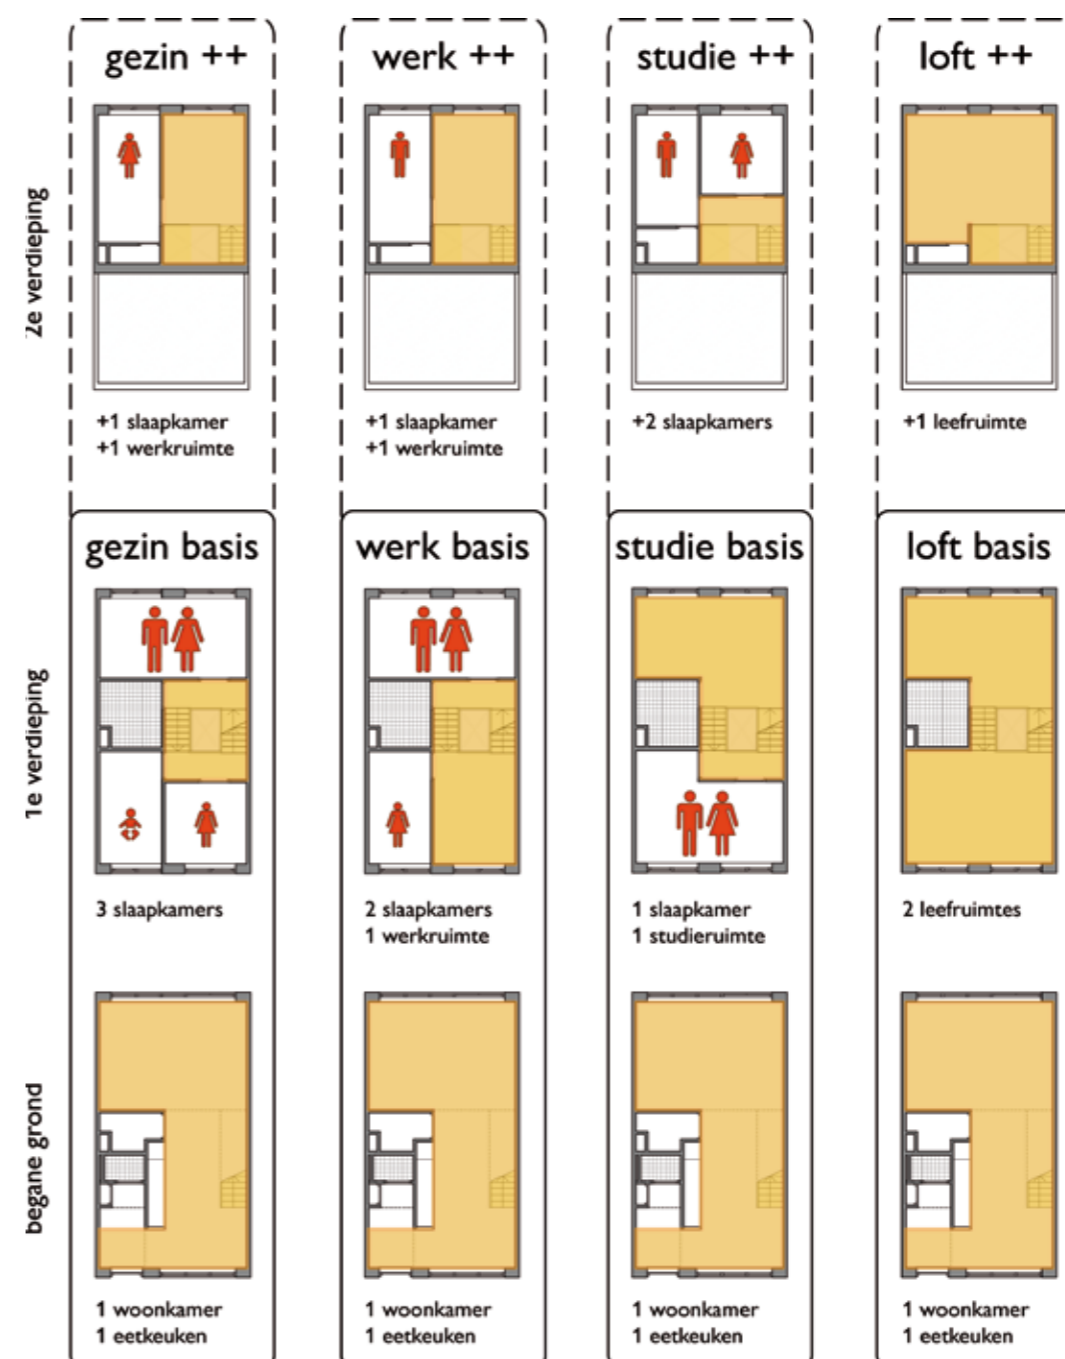 gezin ++
werk ++
studie ++
loft ++
2e verdieping
+1 slaapkamer
+1 werkruimte
+1 slaapkamer
+1 werkruimte
+2 slaapkamers
+1 leefruimte
gezin basis
werk basis
studie basis
loft basis
1e verdieping
3 slaapkamers
2 slaapkamers
1 werkruimte
1 slaapkamer
1 studieruimte
2 leefruimtes
begane grond
1 woonkamer
1 eetkeuken
1 woonkamer
1 eetkeuken
1 woonkamer
1 eetkeuken
1 woonkamer
1 eetkeuken